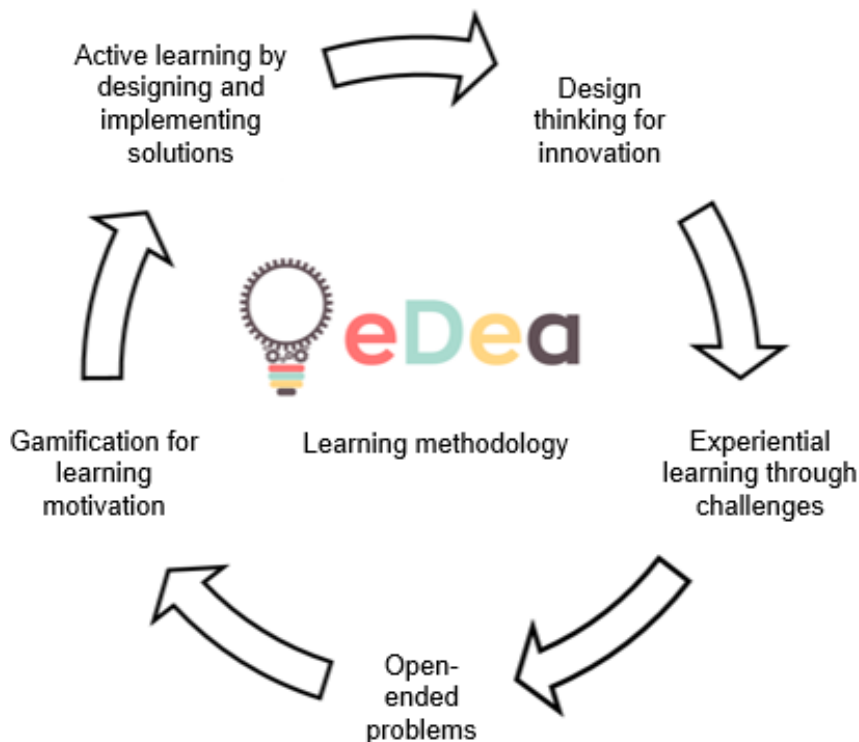 Active learning by
designing and
implementing
solutions
Design
thinking for
innovation
eDea
Learning methodology
Gamification for
learning
motivation
Experiential
learning through
challenges
Open-
ended
problems